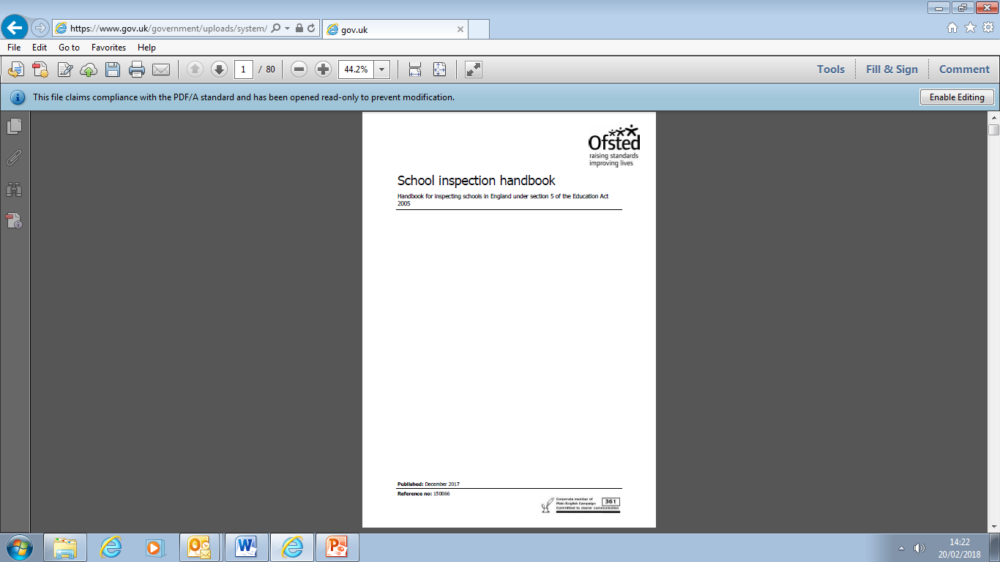 https://www.gov.uk/government/uploads/system/
gov.uk
File Edit Go to Favorites Help
1 / 80
44.2%
Tools Fill & Sign Comment
This file claims compliance with the PDF/A standard and has been opened read-only to prevent modification.
Enable Editing
Ofsted
raising standards
improving lives
School inspection handbook
Handbook for inspecting schools in England under section 5 of the Education Act
2005
Published: December 2017
Reference no: 150066
Corporate member of
Plain English Campaign
Committed to clearer communication
361
14:22
20/02/2018